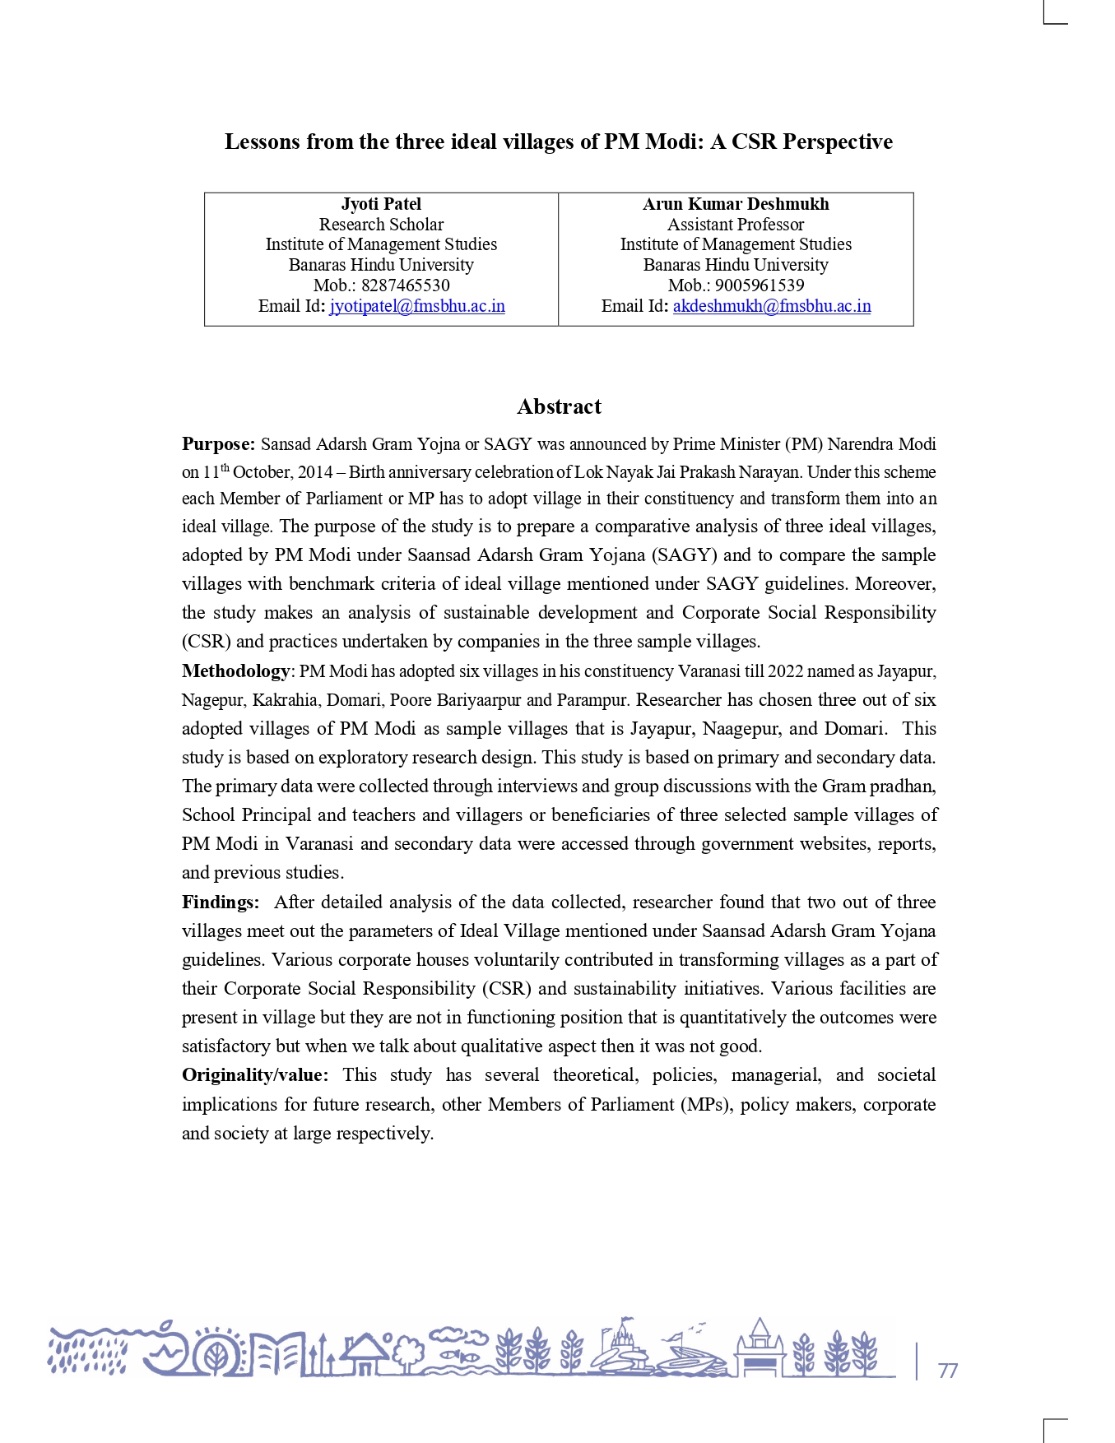 Lessons from the three ideal villages of PM Modi: A CSR Perspective
Jyoti Patel
Research Scholar
Institute of Management Studies
Banaras Hindu University
Mob.: 8287465530
Email Id: jyotipatel@fmsbhu.ac.in
Arun Kumar Deshmukh
Assistant Professor
Institute of Management Studies
Banaras Hindu University
Mob.: 9005961539
Email Id: akdeshmukh@fmsbhu.ac.in
Abstract
Purpose: Sansad Adarsh Gram Yojna or SAGY was announced by Prime Minister (PM) Narendra Modi
on 11th October, 2014 – Birth anniversary celebration of Lok Nayak Jai Prakash Narayan. Under this scheme
each Member of Parliament or MP has to adopt village in their constituency and transform them into an
ideal village. The purpose of the study is to prepare a comparative analysis of three ideal villages,
adopted by PM Modi under Saansad Adarsh Gram Yojana (SAGY) and to compare the sample
villages with benchmark criteria of ideal village mentioned under SAGY guidelines. Moreover,
the study makes an analysis of sustainable development and Corporate Social Responsibility
(CSR) and practices undertaken by companies in the three sample villages.
Methodology: PM Modi has adopted six villages in his constituency Varanasi till 2022 named as Jayapur,
Nagepur, Kakrahia, Domari, Poore Bariyaarpur and Parampur. Researcher has chosen three out of six
adopted villages of PM Modi as sample villages that is Jayapur, Naagepur, and Domari. This
study is based on exploratory research design. This study is based on primary and secondary data.
The primary data were collected through interviews and group discussions with the Gram pradhan,
School Principal and teachers and villagers or beneficiaries of three selected sample villages of
PM Modi in Varanasi and secondary data were accessed through government websites, reports,
and previous studies.
Findings: After detailed analysis of the data collected, researcher found that two out of three
villages meet out the parameters of Ideal Village mentioned under Saansad Adarsh Gram Yojana
guidelines. Various corporate houses voluntarily contributed in transforming villages as a part of
their Corporate Social Responsibility (CSR) and sustainability initiatives. Various facilities are
present in village but they are not in functioning position that is quantitatively the outcomes were
satisfactory but when we talk about qualitative aspect then it was not good.
Originality/value: This study has several theoretical, policies, managerial, and societal
implications for future research, other Members of Parliament (MPs), policy makers, corporate
and society at large respectively.
77